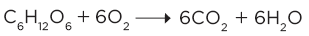 C₆H₁₂O₆ + 6O₂ ⟶ 6CO₂ + 6H₂O